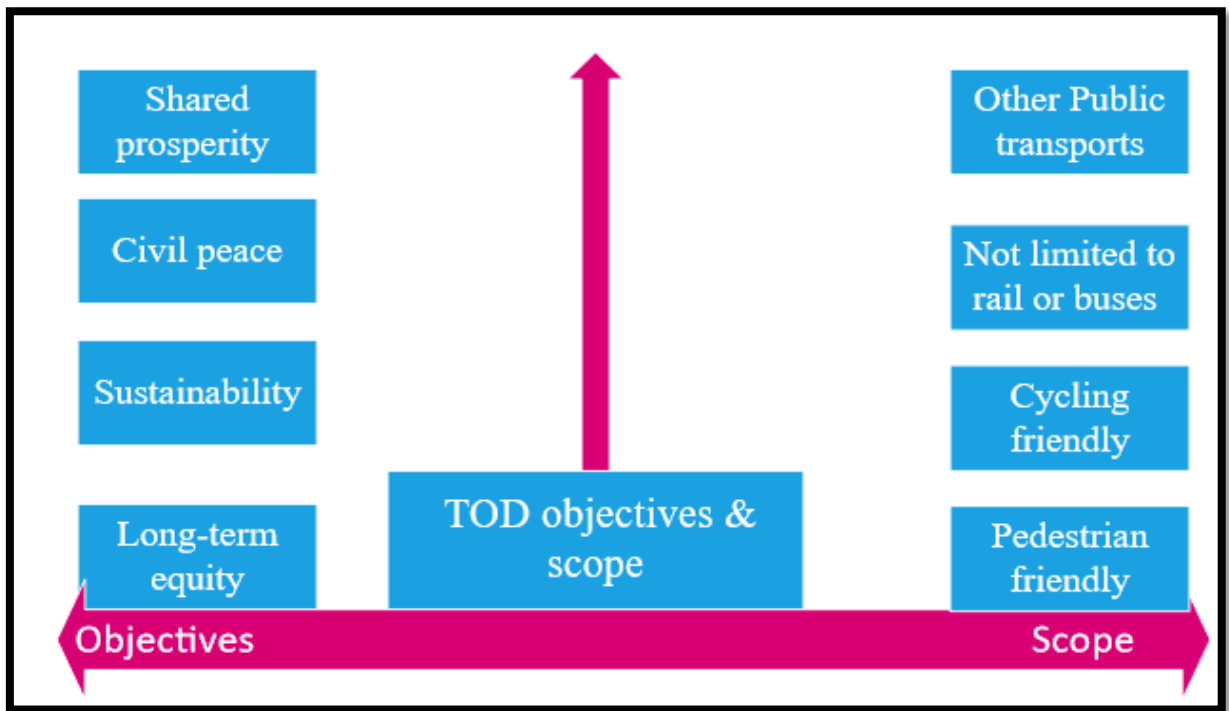 Shared
prosperity
Civil peace
Sustainability
Long-term
equity
TOD objectives &
scope
Other Public
transports
Not limited to
rail or buses
Cycling
friendly
Pedestrian
friendly
Objectives
Scope